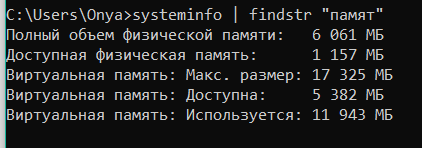 C:\Users\Onya>systeminfo | findstr "памят"
Полный объем физической памяти: 6 061 МБ
Доступная физическая память: 1 157 МБ
Виртуальная память: Макс. размер: 17 325 МБ
Виртуальная память: Доступна: 5 382 МБ
Виртуальная память: Используется: 11 943 МБ